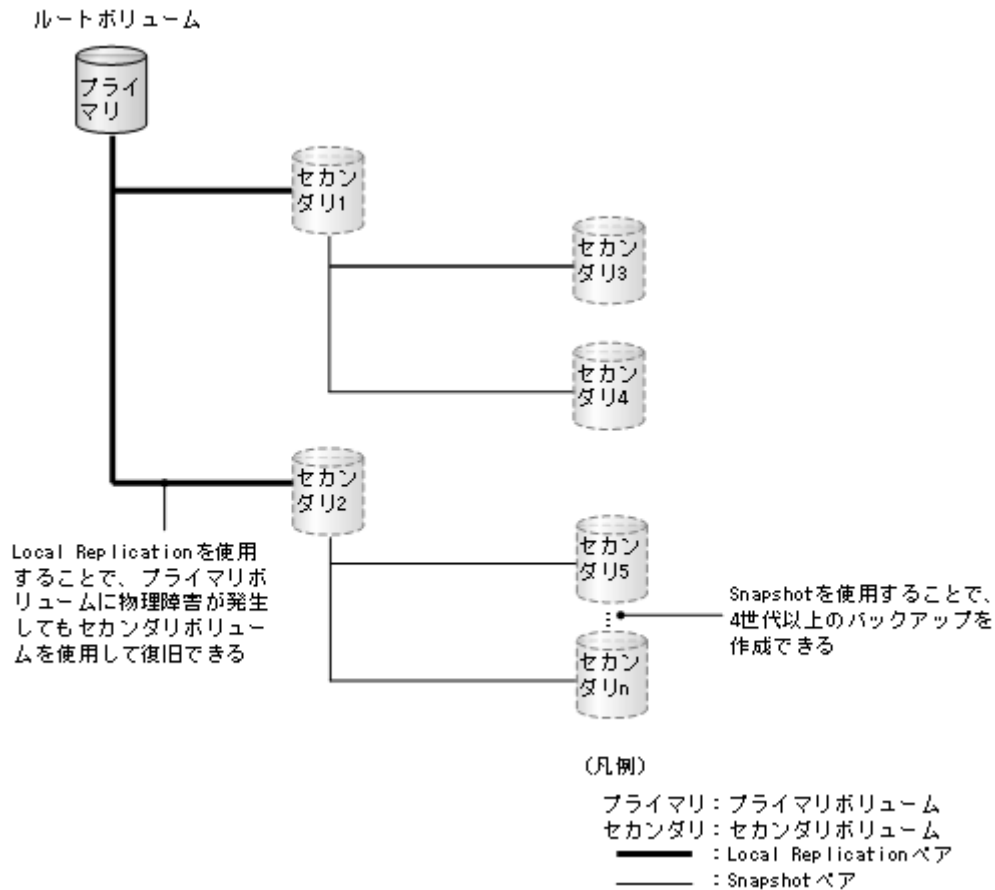 ルートボリューム
プライ
マリ
セカン
ダリ1
セカン
ダリ3
セカン
ダリ4
セカン
ダリ2
Local Replicationを使用
することで、プライマリボ
リュームに物理障害が発生
してもセカンダリボリュー
ムを使用して復旧できる
セカン
ダリ5
Snapshotを使用することで、
4世代以上のバックアップを
作成できる
セカン
ダリn
(凡例)
プライマリ：プライマリボリューム
セカンダリ：セカンダリボリューム
：Local Replicationペア
：Snapshotペア